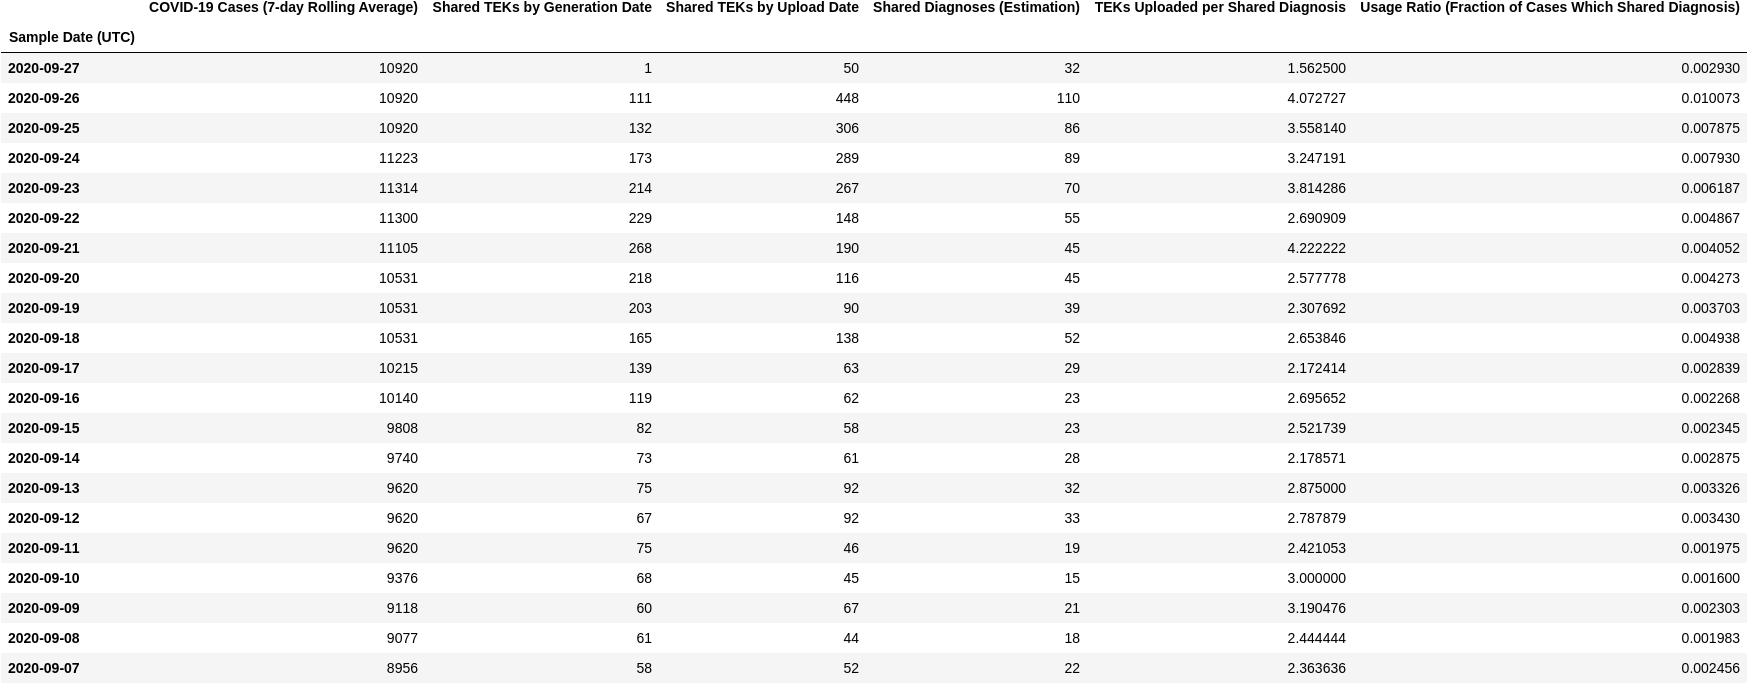 COVID-19 Cases (7-day Rolling Average) Shared TEKs by Generation Date Shared TEKs by Upload Date Shared Diagnoses (Estimation) TEKs Uploaded per Shared Diagnosis Usage Ratio (Fraction of Cases Which Shared Diagnosis)
Sample Date (UTC)
2020-09-27 10920 1 50 32 1.562500 0.002930
2020-09-26 10920 111 448 110 4.072727 0.010073
2020-09-25 10920 132 306 86 3.558140 0.007875
2020-09-24 11223 173 289 89 3.247191 0.007930
2020-09-23 11314 214 267 70 3.814286 0.006187
2020-09-22 11300 229 148 55 2.690909 0.004867
2020-09-21 11105 268 190 45 4.222222 0.004052
2020-09-20 10531 218 116 45 2.577778 0.004273
2020-09-19 10531 203 90 39 2.307692 0.003703
2020-09-18 10531 165 138 52 2.653846 0.004938
2020-09-17 10215 139 63 29 2.172414 0.002839
2020-09-16 10140 119 62 23 2.695652 0.002268
2020-09-15 9808 82 58 23 2.521739 0.002345
2020-09-14 9740 73 61 28 2.178571 0.002875
2020-09-13 9620 75 92 32 2.875000 0.003326
2020-09-12 9620 67 92 33 2.787879 0.003430
2020-09-11 9620 75 46 19 2.421053 0.001975
2020-09-10 9376 68 45 15 3.000000 0.001600
2020-09-09 9118 60 67 21 3.190476 0.002303
2020-09-08 9077 61 44 18 2.444444 0.001983
2020-09-07 8956 58 52 22 2.363636 0.002456